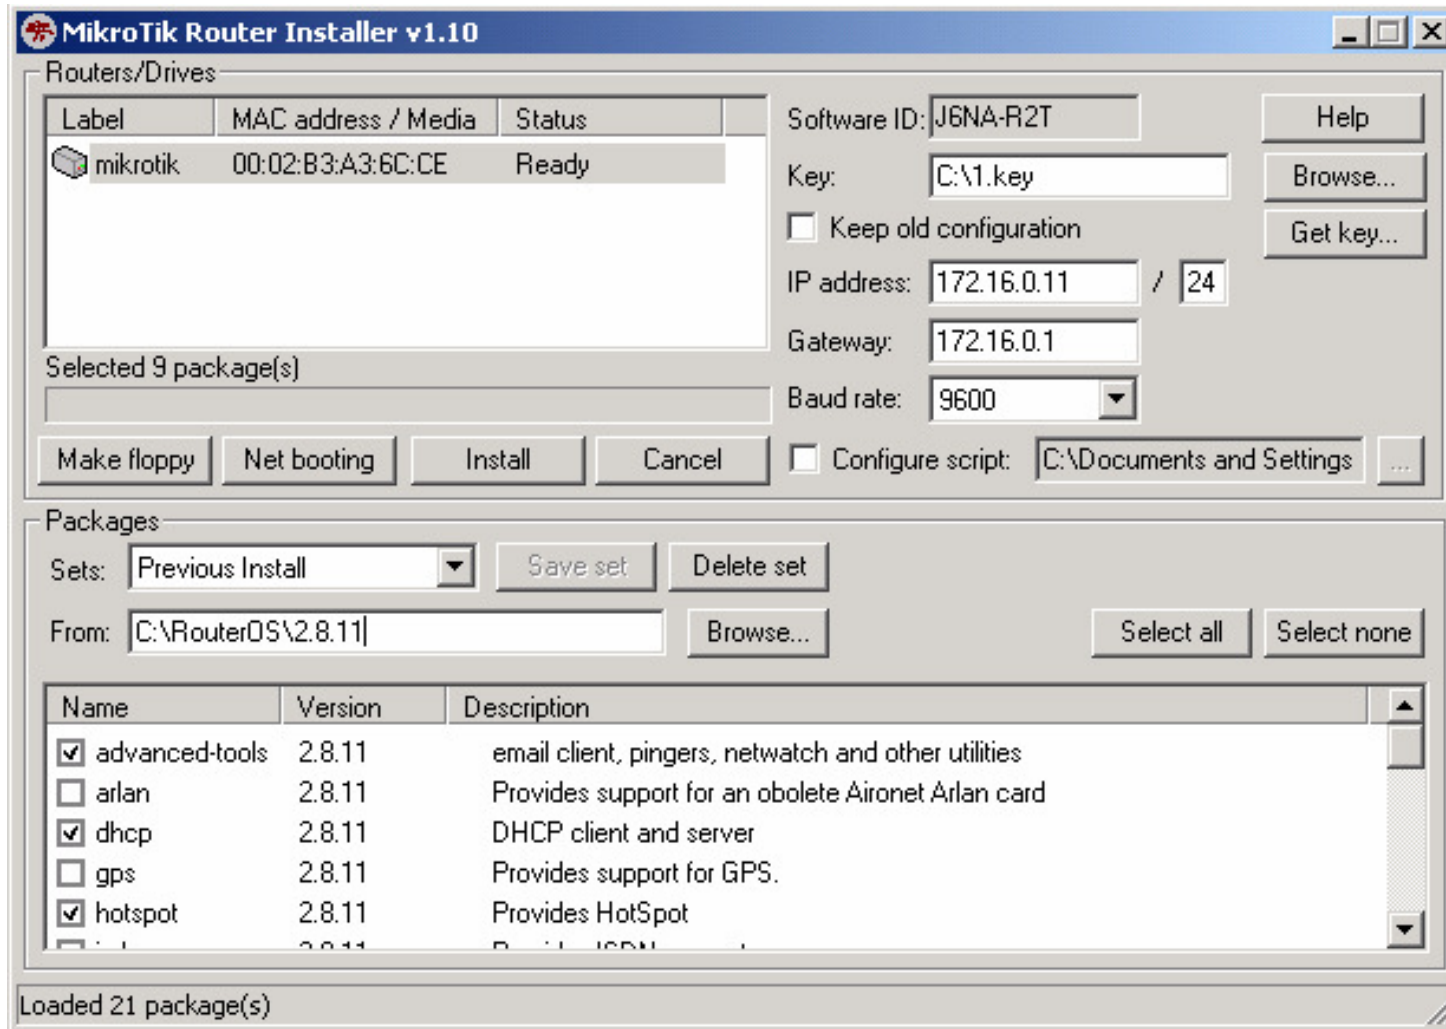 MikroTik Router Installer v1.10
Routers/Drives
Label MAC address / Media Status
mikrotik 00:02:B3:A3:6C:CE Ready
Software ID: J6NA-R2T Help
Key: C:\1.key Browse...
Keep old configuration Get key...
IP address: 172.16.0.11 / 24
Gateway: 172.16.0.1
Selected 9 package(s)
Baud rate: 9600
Make floppy Net booting Install Cancel Configure script: C:\Documents and Settings ...
Packages
Sets: Previous Install Save set Delete set
From: C:\RouterOS\2.8.11 Browse... Select all Select none
Name Version Description
advanced-tools 2.8.11 email client, pingers, netwatch and other utilities
arlan 2.8.11 Provides support for an obolete Aironet Arlan card
dhcp 2.8.11 DHCP client and server
gps 2.8.11 Provides support for GPS.
hotspot 2.8.11 Provides HotSpot
Loaded 21 package(s)